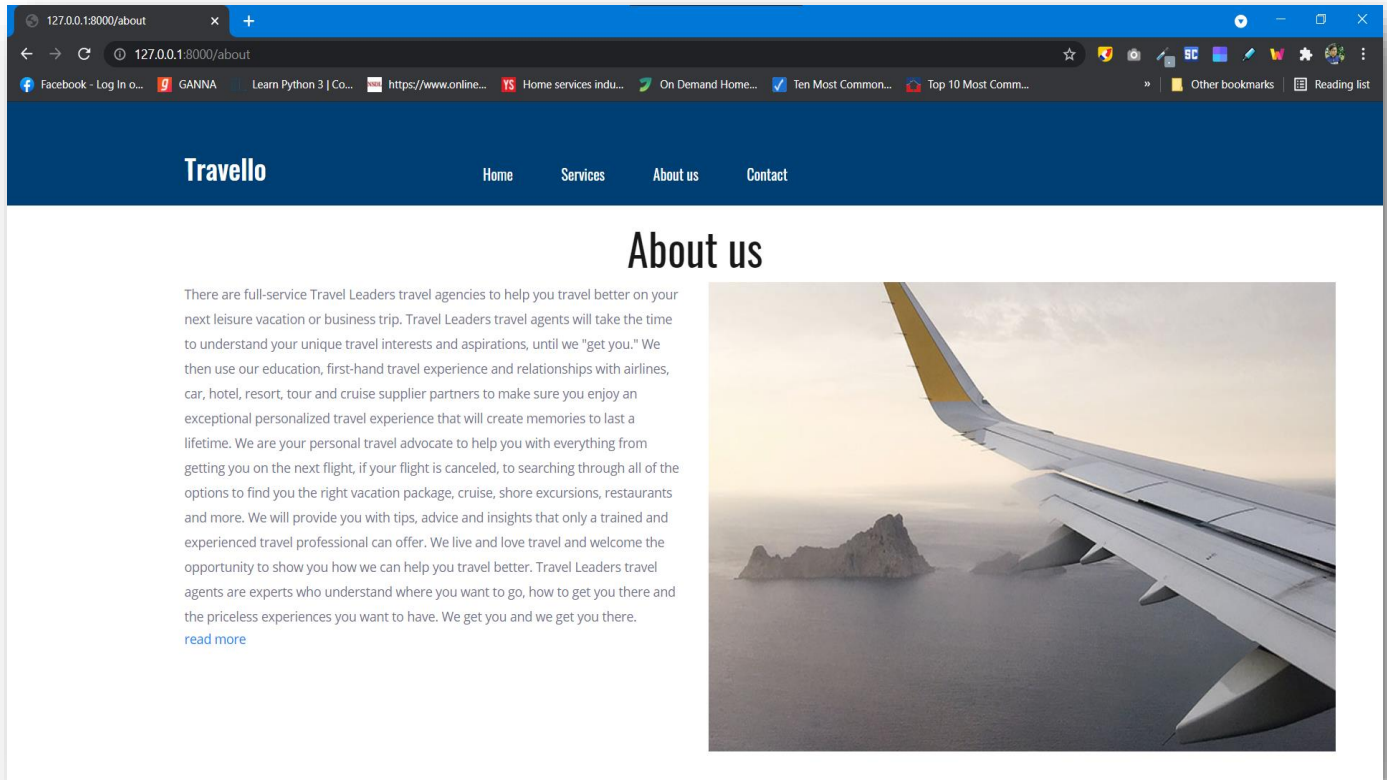 127.0.0.1:8000/about
127.0.0.1:8000/about
Facebook - Log In o... GANNA Learn Python 3 | Co... https://www.online... YS Home services indu... On Demand Home... Ten Most Common... Top 10 Most Comm... » Other bookmarks Reading list
SC
Travello Home Services About us Contact
About us
There are full-service Travel Leaders travel agencies to help you travel better on your
next leisure vacation or business trip. Travel Leaders travel agents will take the time
to understand your unique travel interests and aspirations, until we "get you." We
then use our education, first-hand travel experience and relationships with airlines,
car, hotel, resort, tour and cruise supplier partners to make sure you enjoy an
exceptional personalized travel experience that will create memories to last a
lifetime. We are your personal travel advocate to help you with everything from
getting you on the next flight, if your flight is canceled, to searching through all of the
options to find you the right vacation package, cruise, shore excursions, restaurants
and more. We will provide you with tips, advice and insights that only a trained and
experienced travel professional can offer. We live and love travel and welcome the
opportunity to show you how we can help you travel better. Travel Leaders travel
agents are experts who understand where you want to go, how to get you there and
the priceless experiences you want to have. We get you and we get you there.
read more